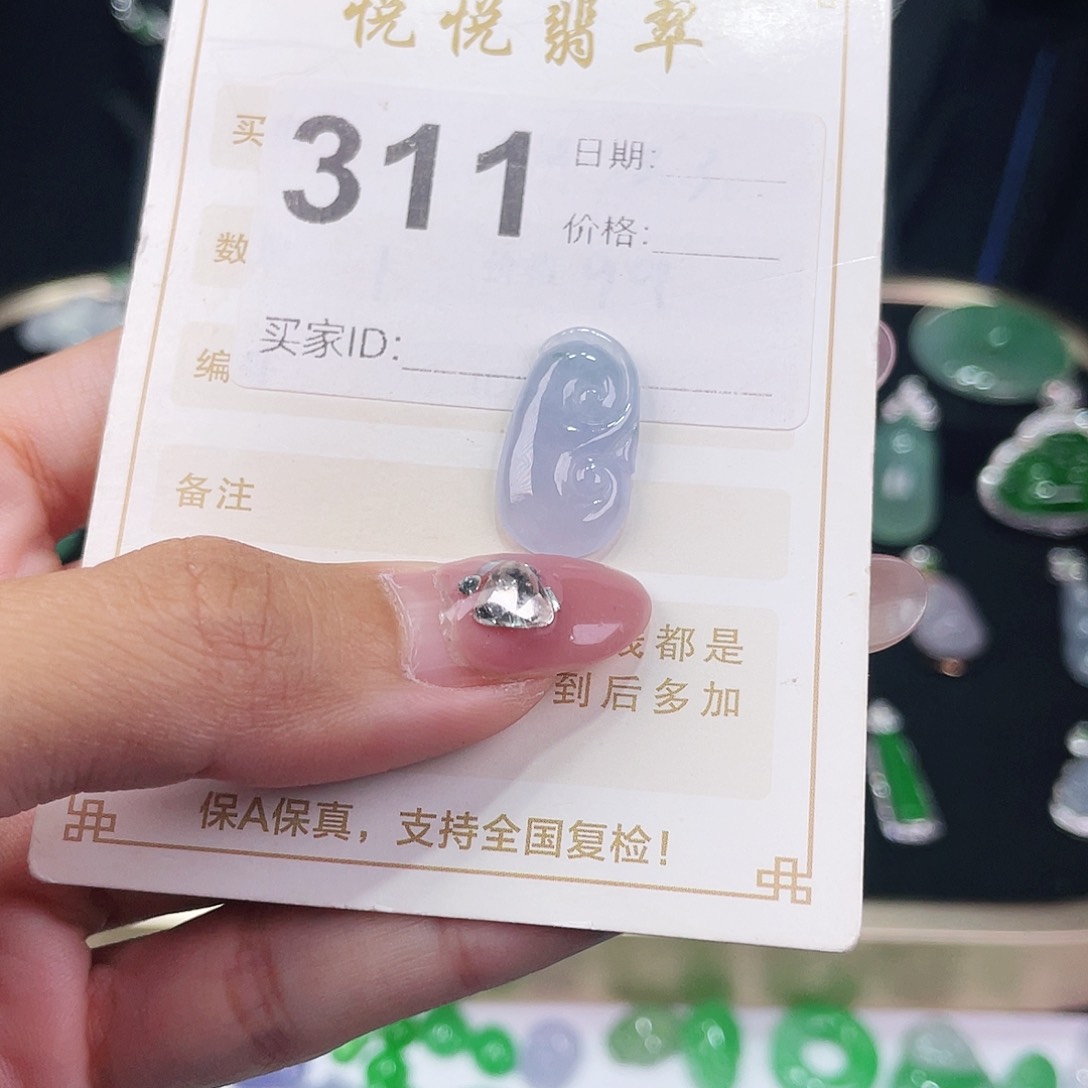 悦悦翡翠
买
311
日期:
价格:
数
买家ID:
编
备注
都是
到后多加
保A保真，支持全国复检！